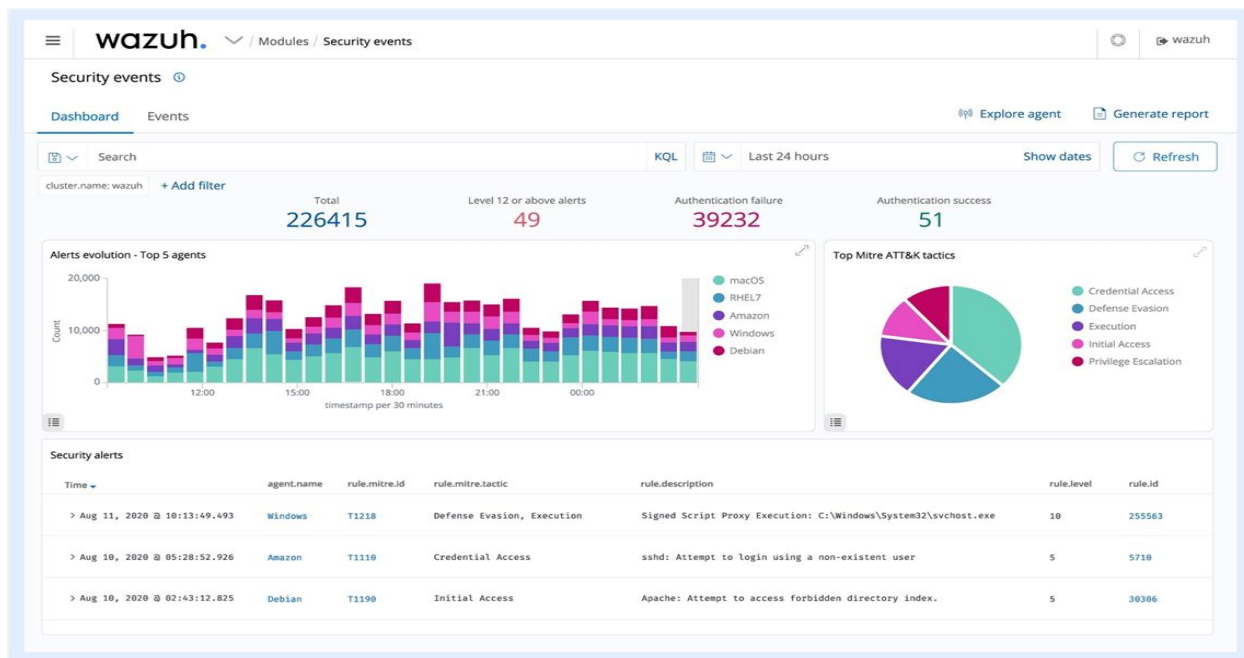 wazuh. / Modules / Security events wazuh
Security events
Dashboard Events Explore agent Generate report
Search KQL Last 24 hours Show dates Refresh
cluster.name: wazuh + Add filter
Total Level 12 or above alerts Authentication failure Authentication success
226415 49 39232 51
Alerts evolution - Top 5 agents
20,000
10,000
0
Count
12:00 15:00 18:00 21:00 00:00
timestamp per 30 minutes
macOS
RHEL7
Amazon
Windows
Debian
Top Mitre ATT&K tactics
Credential Access
Defense Evasion
Execution
Initial Access
Privilege Escalation
Security alerts
Time agent.name rule.mitre.id rule.mitre.tactic rule.description rule.level rule.id
> Aug 11, 2020 @ 10:13:49.493 Windows T1218 Defense Evasion, Execution Signed Script Proxy Execution: C:\Windows\System32\svchost.exe 10 255563
> Aug 10, 2020 @ 05:28:52.926 Amazon T1110 Credential Access sshd: Attempt to login using a non-existent user 5 5710
> Aug 10, 2020 @ 02:43:12.825 Debian T1190 Initial Access Apache: Attempt to access forbidden directory index. 5 30306